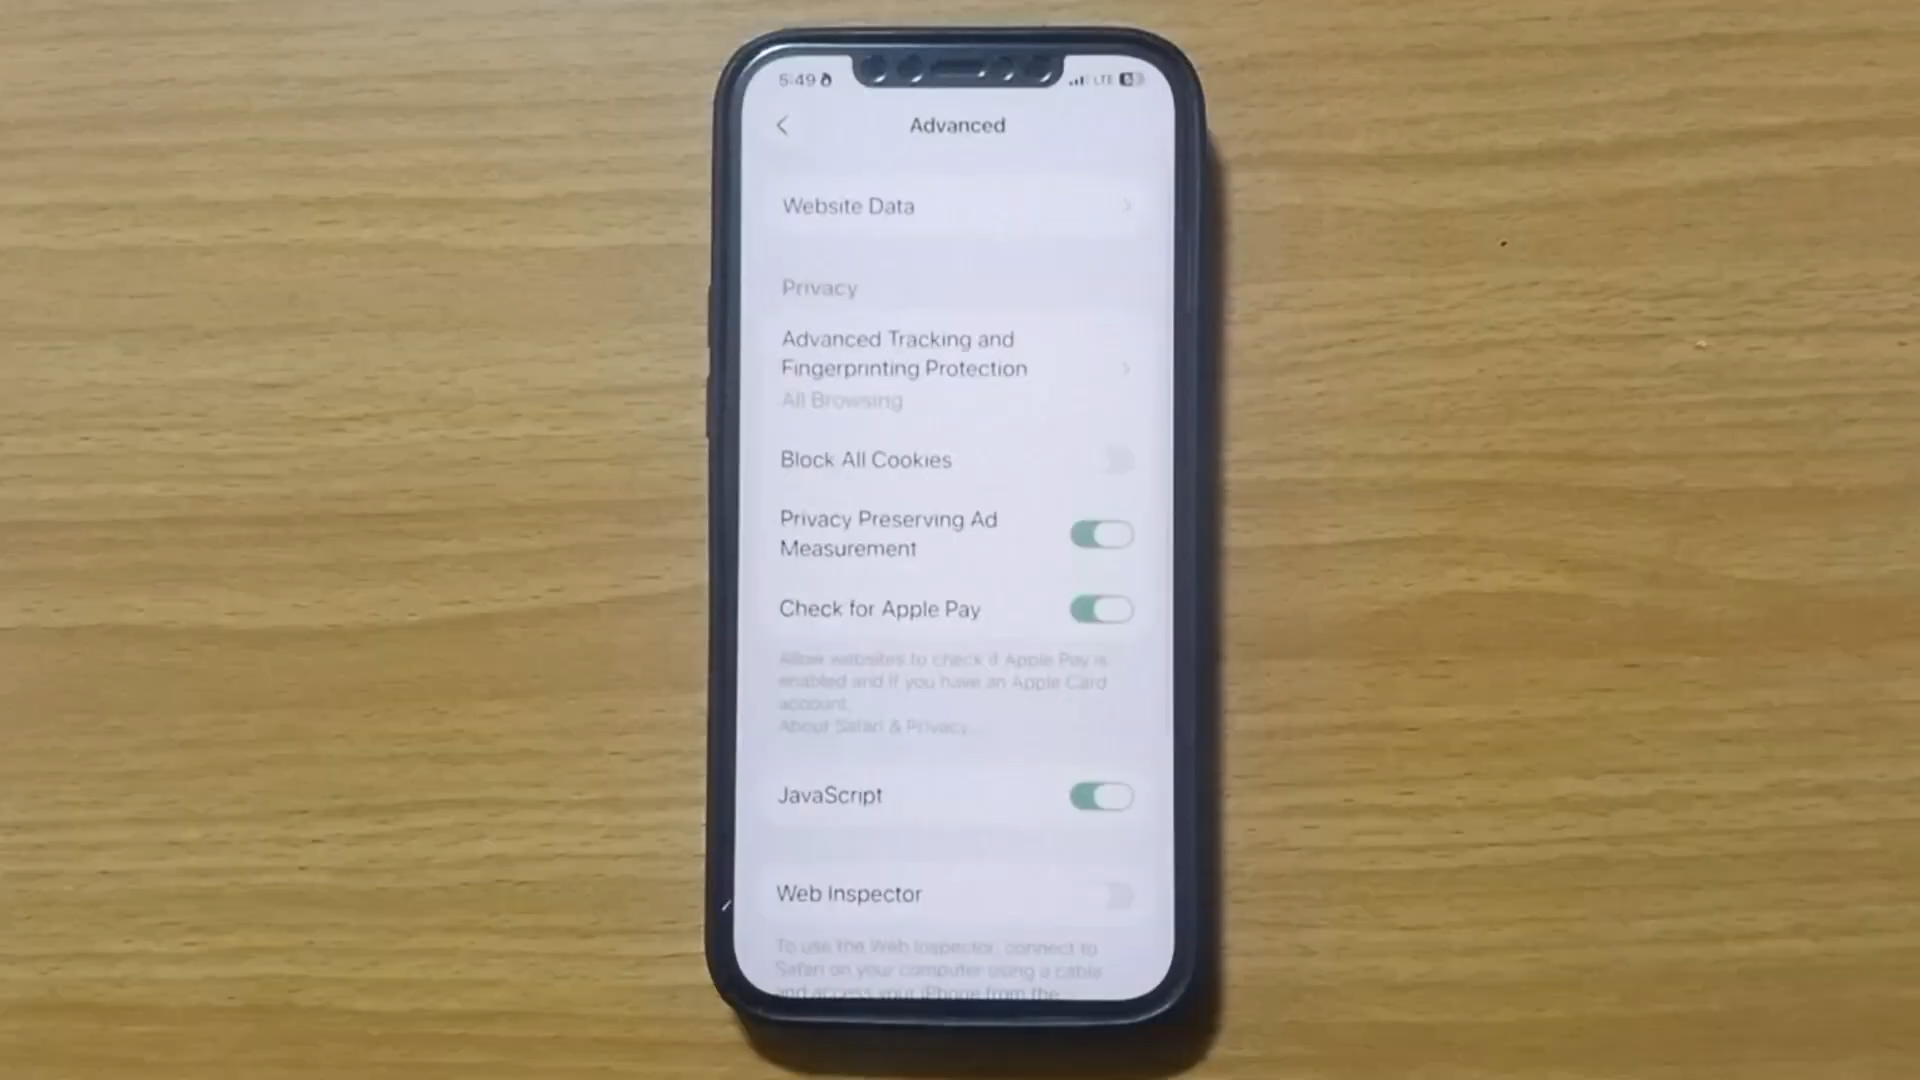 5:49
LTE
Advanced
Website Data
Privacy
Advanced Tracking and
Fingerprinting Protection
All Browsing
Block All Cookies
Privacy Preserving Ad
Measurement
Check for Apple Pay
Allow websites to check if Apple Pay is
enabled and if you have an Apple Card
account.
About Safari & Privacy...
JavaScript
Web Inspector
To use the Web Inspector, connect to
Safari on your computer using a cable
and access your iPhone from the